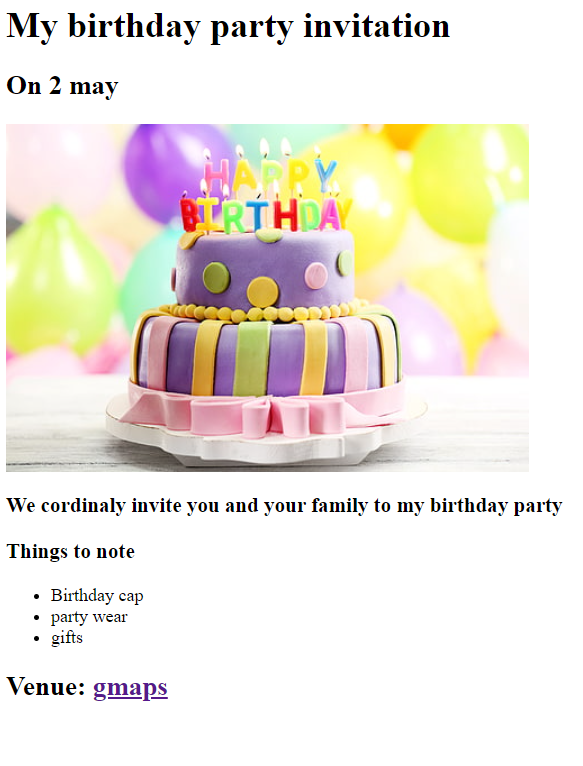 My birthday party invitation
On 2 may
HAPPY
BIRTHDAY
We cordinaly invite you and your family to my birthday party
Things to note
• Birthday cap
• party wear
• gifts
Venue: gmaps